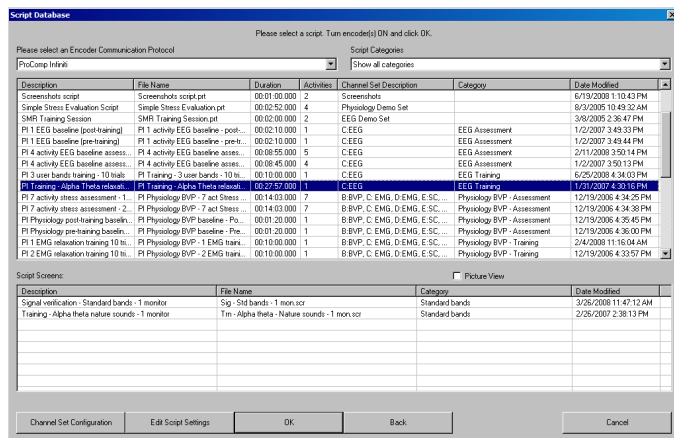 Script Database
Please select a script. Turn encoder(s) ON and click OK.
Please select an Encoder Communication Protocol Script Categories
ProComp Infiniti Show all categories
Description File Name Duration Activities Channel Set Description Category Date Modified
Screenshots script Screenshots script.prt 00:01:00.000 2 Screenshots 6/19/2008 1:10:43 PM
Simple Stress Evaluation Script Simple Stress Evaluation.prt 00:02:52.000 4 Physiology Demo Set 8/3/2005 10:49:32 AM
SMR Training Session SMR Training Session.prt 00:02:00.000 2 EEG Demo Set 3/8/2005 2:36:47 PM
PI 1 EEG baseline (post-training) PI 1 activity EEG baseline - post-... 00:02:10.000 1 C:EEG EEG Assessment 1/2/2007 3:49:33 PM
PI 1 EEG baseline (pre-training) PI 1 activity EEG baseline - pre-tr... 00:02:10.000 1 C:EEG EEG Assessment 1/2/2007 3:49:44 PM
PI 4 activity EEG baseline assess... PI 4 activity EEG baseline asses... 00:08:55.000 5 C:EEG EEG Assessment 2/11/2008 3:50:14 PM
PI 4 activity EEG baseline assess... PI 4 activity EEG baseline asses... 00:08:45.000 4 C:EEG EEG Assessment 1/2/2007 3:50:13 PM
PI 3 user bands training - 10 trials PI Training - 3 user bands - 10 tri... 00:10:00.000 1 C:EEG EEG Training 6/25/2008 4:34:03 PM
PI Training - Alpha Theta relaxati... PI Training - Alpha Theta relaxati... 00:27:57.000 1 C:EEG EEG Training 1/31/2007 4:30:16 PM
PI 7 activity stress assessment - 1... PI Physiology BVP - 7 act Stress ... 00:14:03.000 7 B:BVP, C: EMG, D:EMG, E:SC, ... Physiology BVP - Assessment 12/19/2006 4:34:25 PM
PI 7 activity stress assessment - 2... PI Physiology BVP - 7 act Stress ... 00:14:03.000 7 B:BVP, C: EMG, D:EMG, E:SC, ... Physiology BVP - Assessment 12/19/2006 4:34:38 PM
PI Physiology post-training baselin... PI Physiology BVP baseline - Po... 00:01:20.000 1 B:BVP, C: EMG, D:EMG, E:SC, ... Physiology BVP - Assessment 12/19/2006 4:35:45 PM
PI Physiology pre-training baselin... PI Physiology BVP baseline - Pre... 00:01:20.000 1 B:BVP, C: EMG, D:EMG, E:SC, ... Physiology BVP - Assessment 12/19/2006 4:36:00 PM
PI 1 EMG relaxation training 10 tri... PI Physiology BVP - 1 EMG traini... 00:10:00.000 1 B:BVP, C: EMG, D:EMG, E:SC, ... Physiology BVP - Training 2/4/2008 11:16:04 AM
PI 2 EMG relaxation training 10 tri... PI Physiology BVP - 2 EMG traini... 00:10:00.000 1 B:BVP, C: EMG, D:EMG, E:SC, ... Physiology BVP - Training 12/19/2006 4:33:57 PM
Script Screens: Picture View
Description File Name Category Date Modified
Signal verification - Standard bands - 1 monitor Sig - Std bands - 1 mon.scr Standard bands 3/26/2008 11:47:12 AM
Training - Alpha theta nature sounds - 1 monitor Trn - Alpha theta - Nature sounds - 1 mon.scr Standard bands 2/26/2007 2:38:13 PM
Channel Set Configuration Edit Script Settings OK Back Cancel